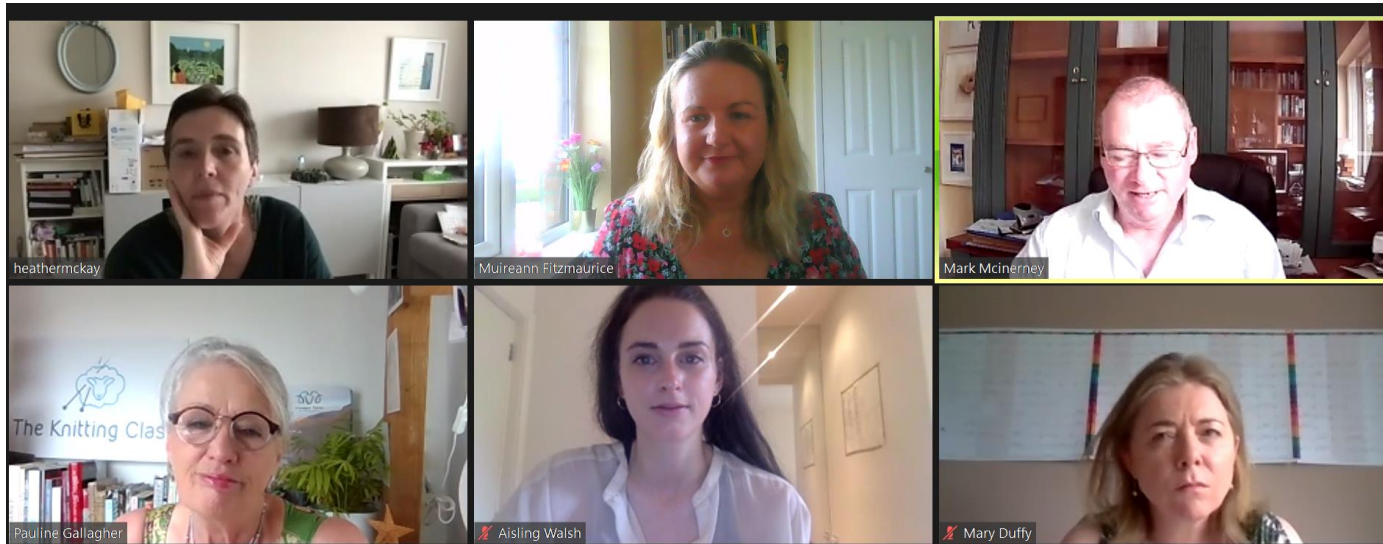 heathermckay
Muireann Fitzmaurice
Mark Mcinerney
The Knitting Clas
Pauline Gallagher
Aisling Walsh
Mary Duffy